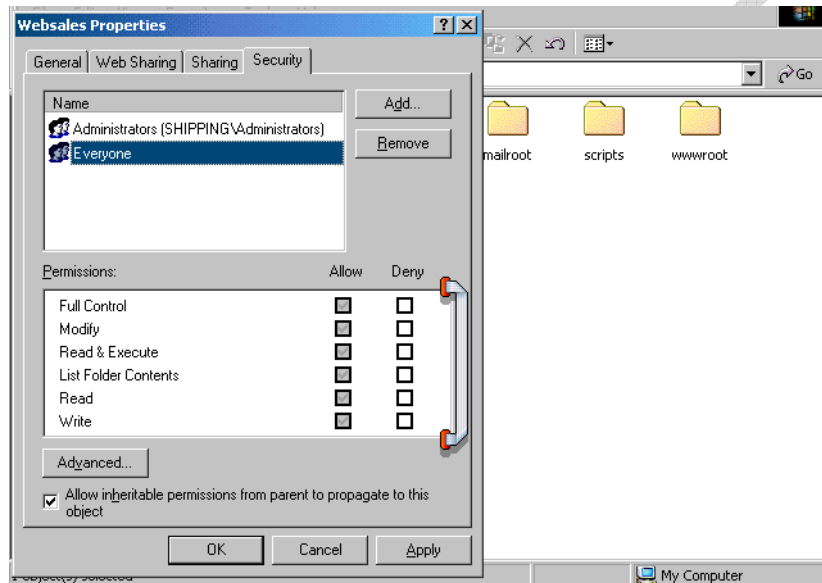 Websales Properties
General Web Sharing Sharing Security
Go
Name
Add...
Administrators (SHIPPING\Administrators)
Everyone
Remove
mailroot scripts wwwroot
Permissions: Allow Deny
Full Control
Modify
Read & Execute
List Folder Contents
Read
Write
Advanced...
Allow inheritable permissions from parent to propagate to this
object
OK Cancel Apply
My Computer